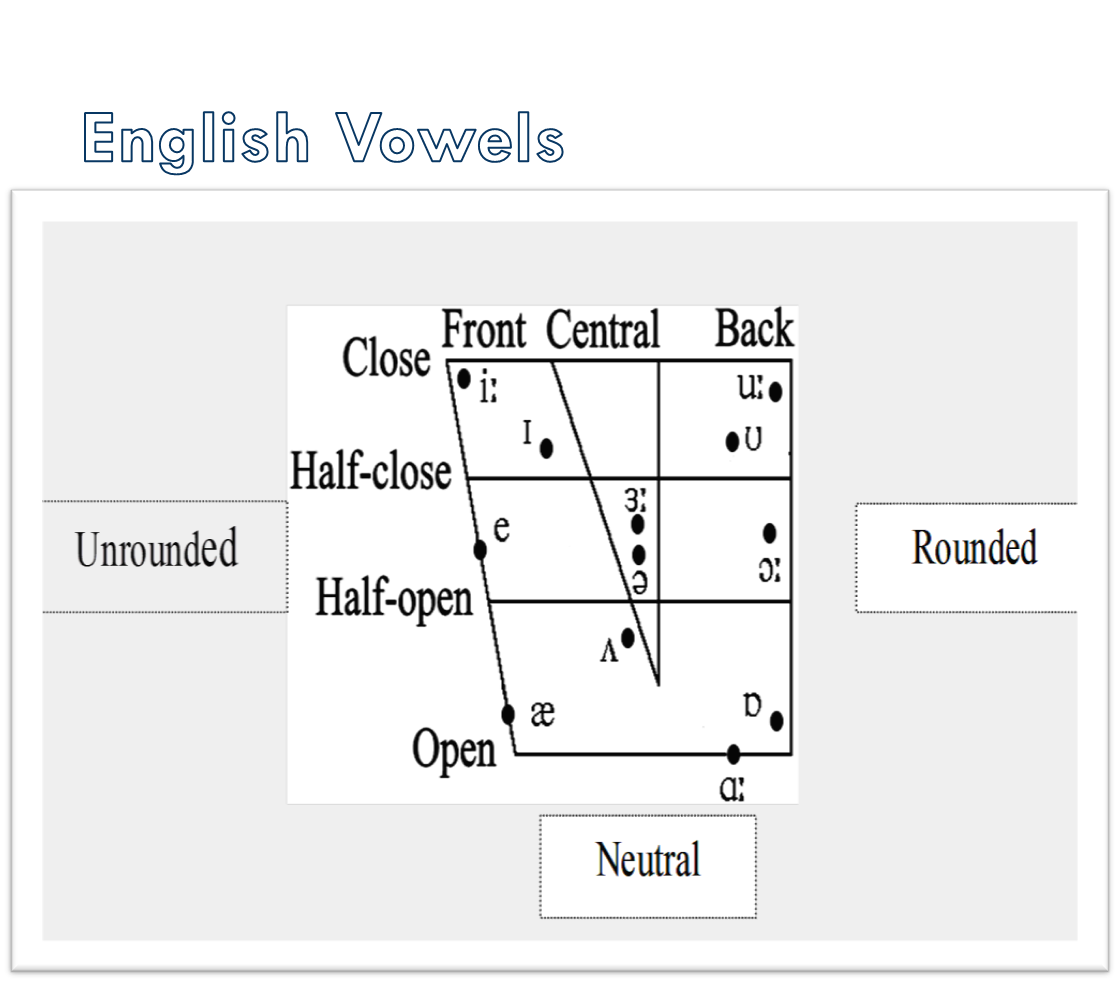 English Vowels
Front Central Back
Close
iː
uː
ɪ
ʊ
Half-close
ɜː
e
Unrounded
Rounded
ɔː
ə
Half-open
ʌ
æ
ɒ
Open
ɑː
Neutral